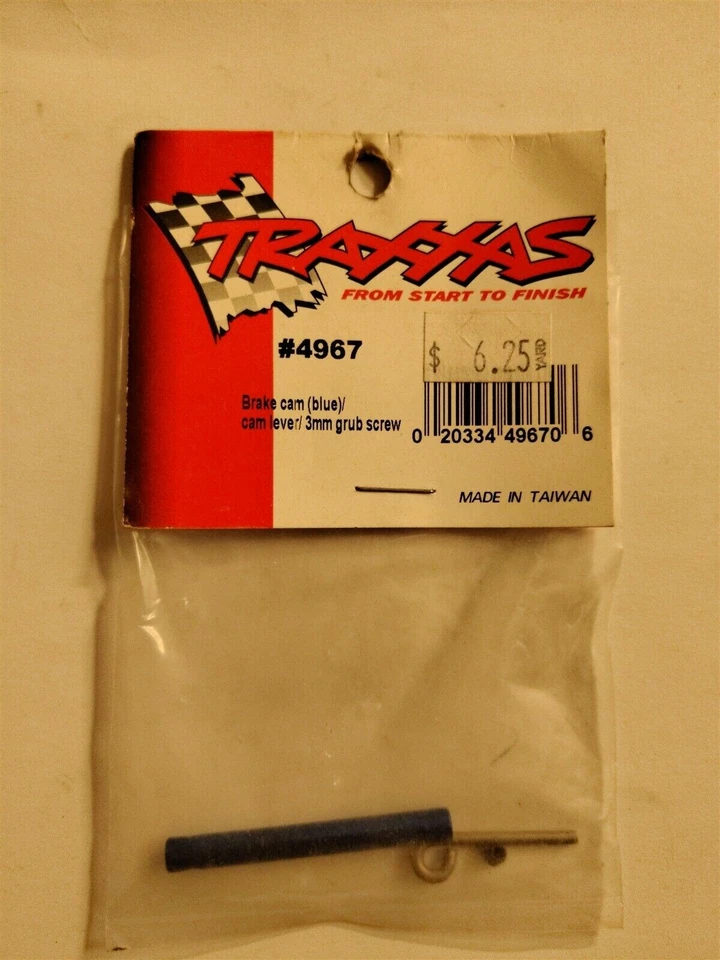 TRAXXAS
FROM START TO FINISH
#4967
$ 6.25 YARD
Brake cam (blue)/
cam lever/ 3mm grub screw
0 20334 49670 6
MADE IN TAIWAN